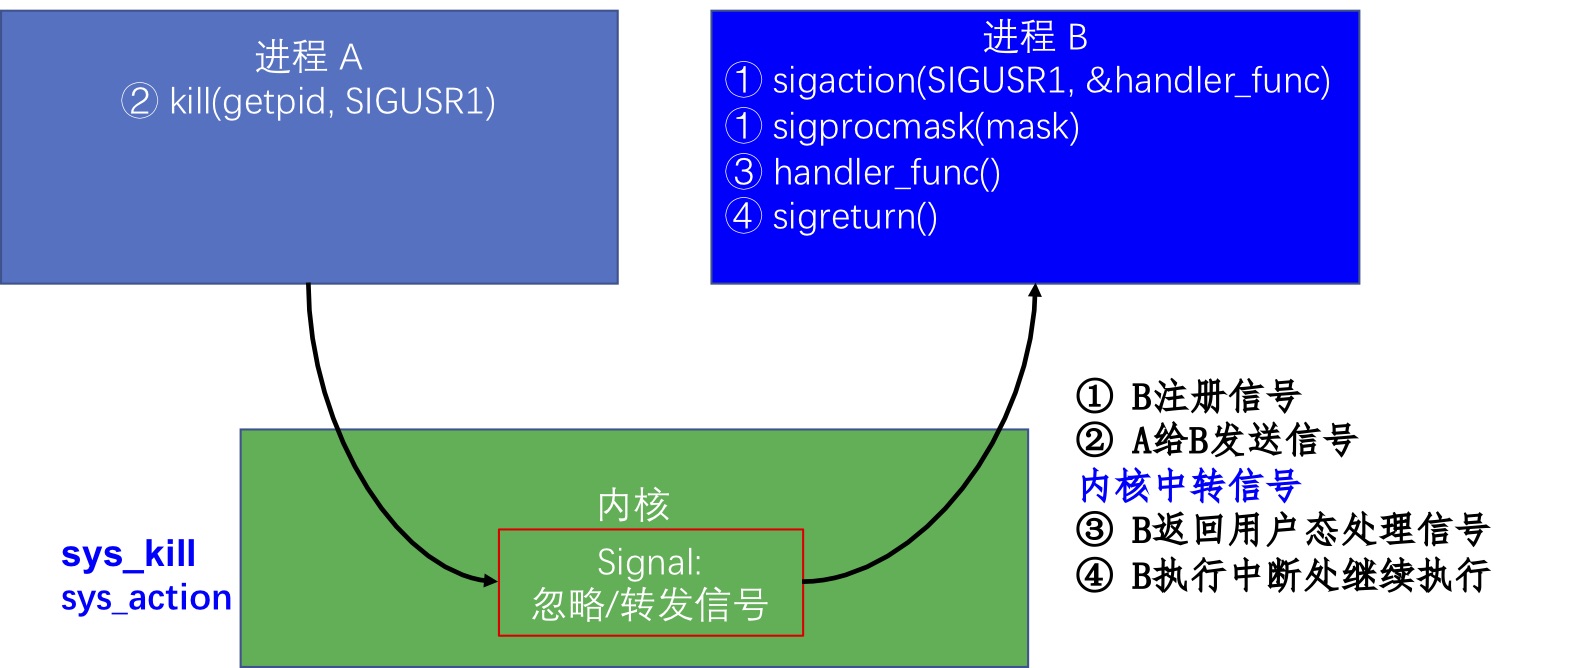 进程 A
② kill(getpid, SIGUSR1)
进程 B
① sigaction(SIGUSR1, &handler_func)
① sigprocmask(mask)
③ handler_func()
④ sigreturn()
内核
Signal:
忽略/转发信号
sys_kill
sys_action
① B注册信号
② A给B发送信号
内核中转信号
③ B返回用户态处理信号
④ B执行中断处继续执行